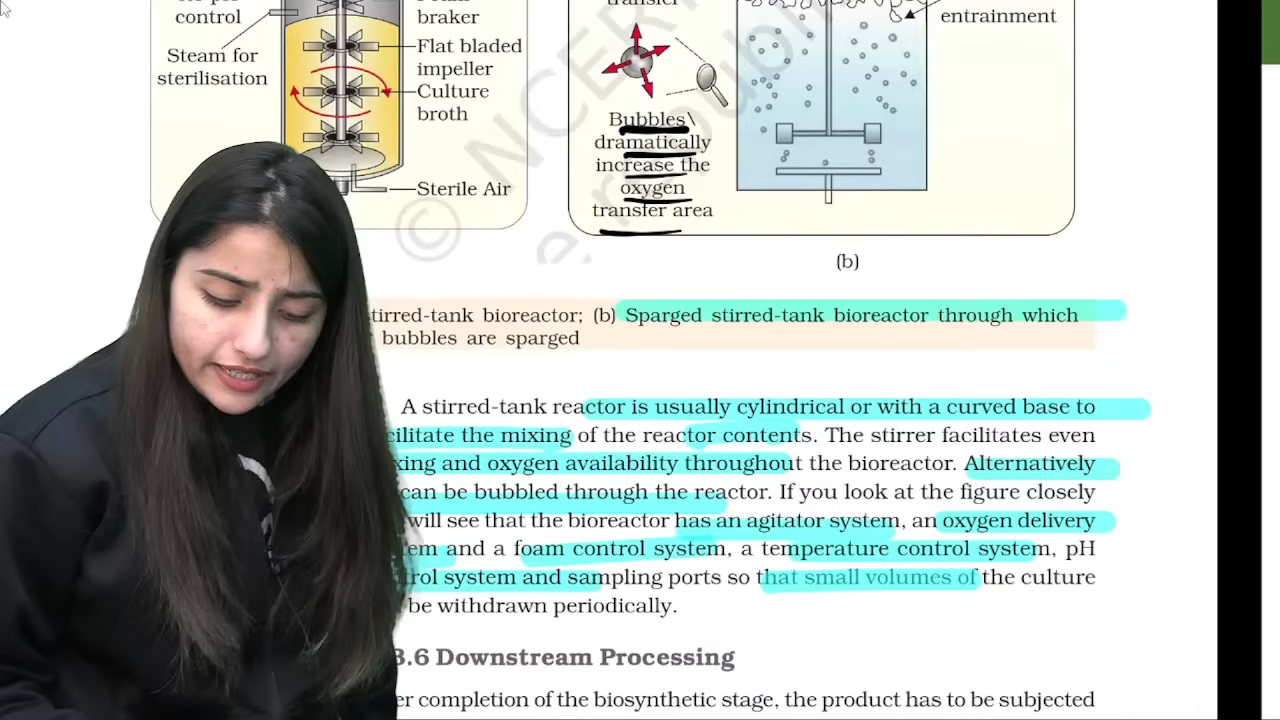 control
Steam for
sterilisation
braker
Flat bladed
impeller
Culture
broth
Sterile Air
transfer
Bubbles\
dramatically
increase the
oxygen
transfer area
entrainment
(b)
© NCERT
republi
tirred-tank bioreactor; (b) Sparged stirred-tank bioreactor through which
bubbles are sparged
A stirred-tank reactor is usually cylindrical or with a curved base to
cilitate the mixing of the reactor contents. The stirrer facilitates even
xing and oxygen availability throughout the bioreactor. Alternatively
can be bubbled through the reactor. If you look at the figure closely
will see that the bioreactor has an agitator system, an oxygen delivery
em and a foam control system, a temperature control system, pH
rol system and sampling ports so that small volumes of the culture
be withdrawn periodically.
3.6 Downstream Processing
er completion of the biosynthetic stage, the product has to be subjected